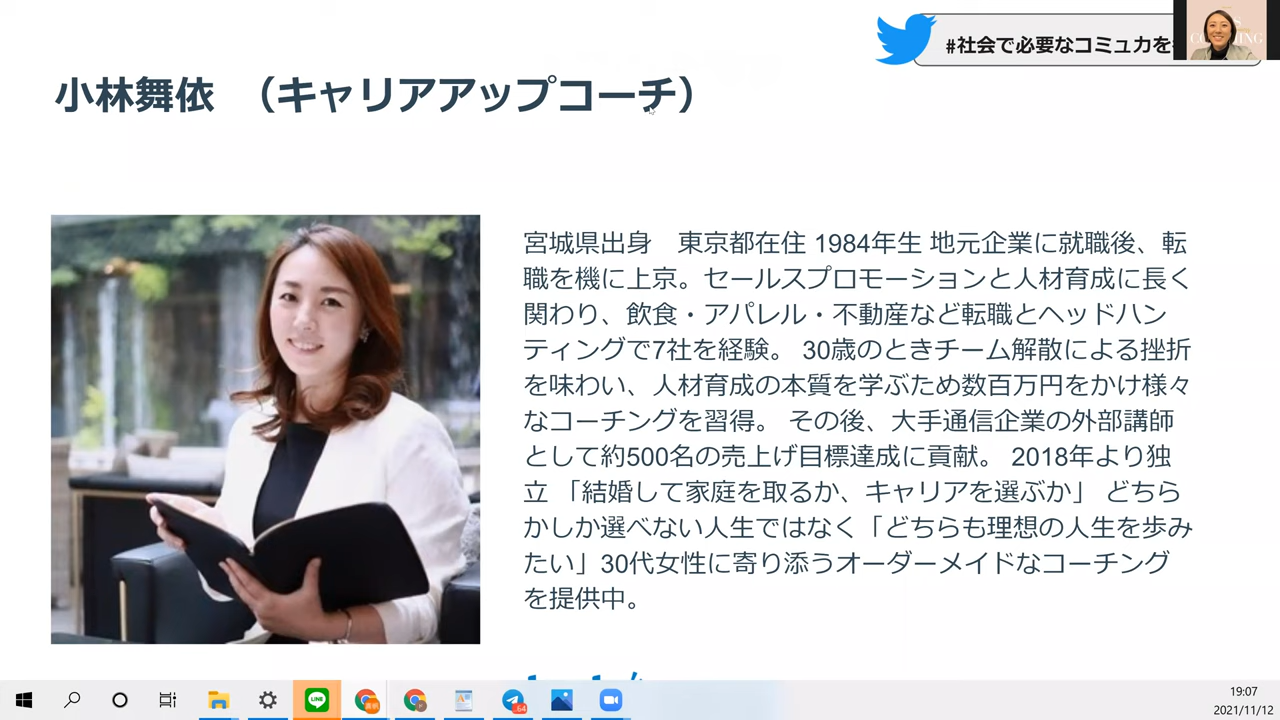 #社会で必要なコミュ力を
小林舞依 （キャリアアップコーチ）
宮城県出身　東京都在住 1984年生 地元企業に就職後、転
職を機に上京。セールスプロモーションと人材育成に長く
関わり、飲食・アパレル・不動産など転職とヘッドハン
ティングで7社を経験。 30歳のときチーム解散による挫折
を味わい、人材育成の本質を学ぶため数百万円をかけ様々
なコーチングを習得。 その後、大手通信企業の外部講師
として約500名の売上げ目標達成に貢献。 2018年より独
立 「結婚して家庭を取るか、キャリアを選ぶか」 どちら
かしか選べない人生ではなく「どちらも理想の人生を歩み
たい」30代女性に寄り添うオーダーメイドなコーチング
を提供中。
LINE
64
19:07
2021/11/12